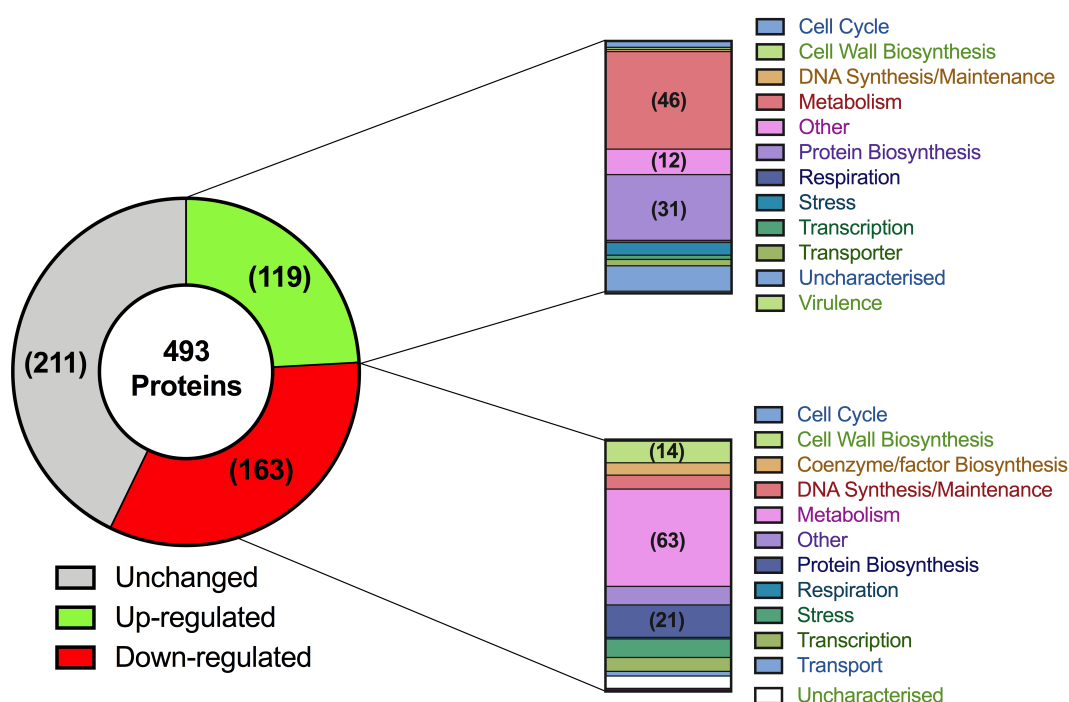 (119)
(211)
493
Proteins
(163)
Unchanged
Up-regulated
Down-regulated
(46)
(12)
(31)
Cell Cycle
Cell Wall Biosynthesis
DNA Synthesis/Maintenance
Metabolism
Other
Protein Biosynthesis
Respiration
Stress
Transcription
Transporter
Uncharacterised
Virulence
(14)
(63)
(21)
Cell Cycle
Cell Wall Biosynthesis
Coenzyme/factor Biosynthesis
DNA Synthesis/Maintenance
Metabolism
Other
Protein Biosynthesis
Respiration
Stress
Transcription
Transport
Uncharacterised